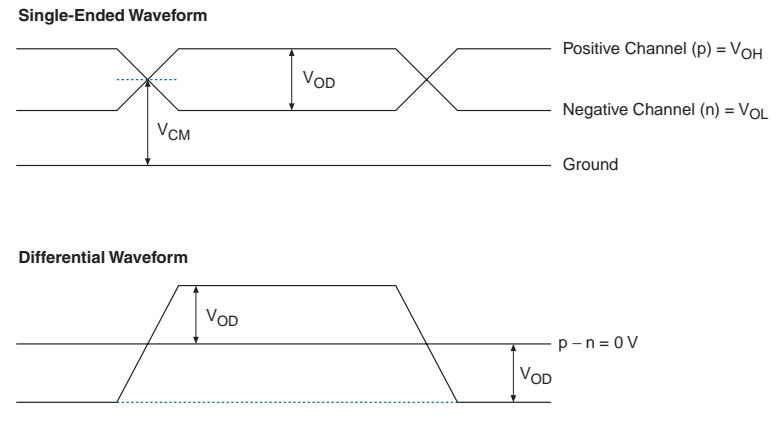 Single-Ended Waveform
Positive Channel (p) = VOH
VOD
Negative Channel (n) = VOL
VCM
Ground
Differential Waveform
VOD
p − n = 0 V
VOD